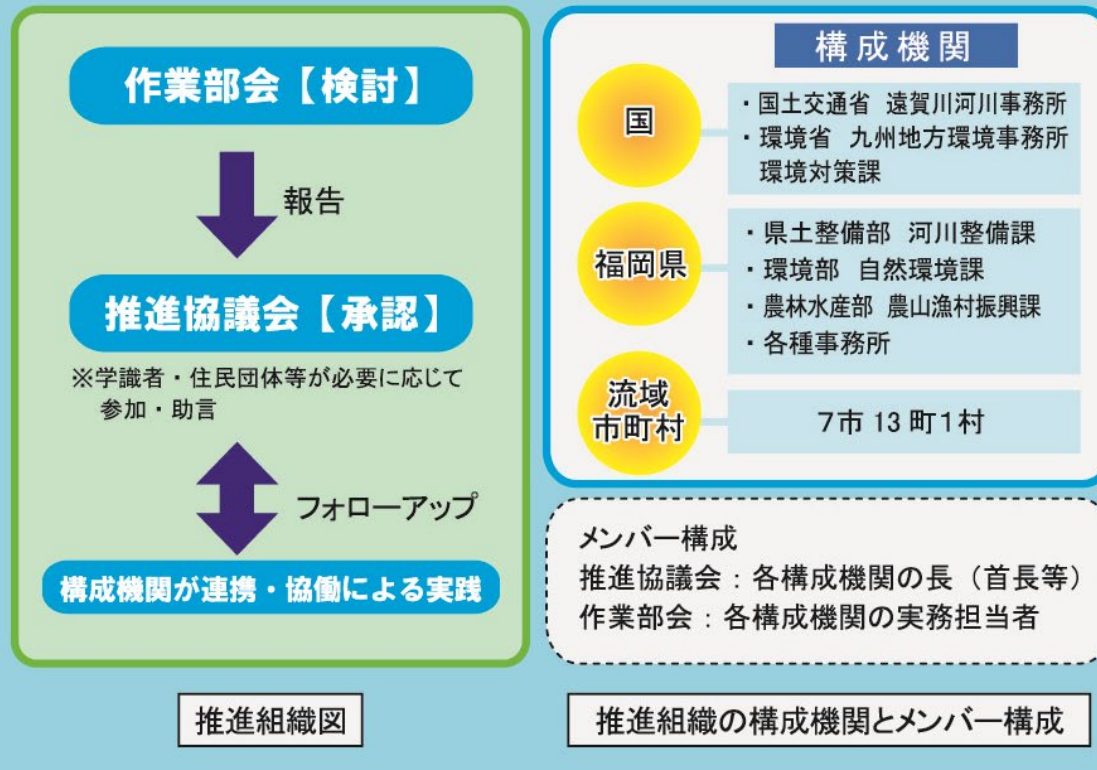 作業部会【検討】
報告
推進協議会【承認】
※学識者・住民団体等が必要に応じて
参加・助言
フォローアップ
構成機関が連携・協働による実践
推進組織図
構成機関
国
・国土交通省 遠賀川河川事務所
・環境省 九州地方環境事務所
環境対策課
福岡県
・県土整備部 河川整備課
・環境部 自然環境課
・農林水産部 農山漁村振興課
・各種事務所
流域
市町村
7市 13 町1村
メンバー構成
推進協議会：各構成機関の長（首長等）
作業部会：各構成機関の実務担当者
推進組織の構成機関とメンバー構成